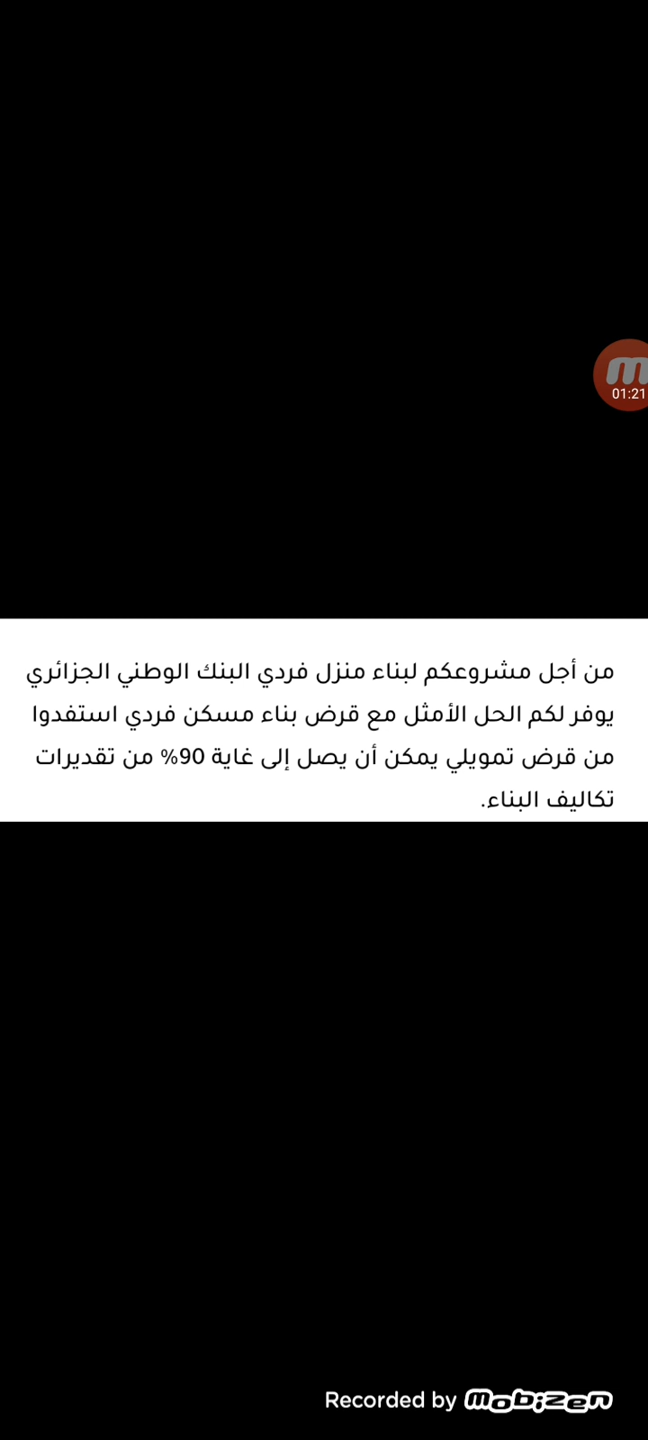 01:21
من أجل مشروعكم لبناء منزل فردي البنك الوطني الجزائري
يوفر لكم الحل الأمثل مع قرض بناء مسكن فردي استفدوا
من قرض تمويلي يمكن أن يصل إلى غاية 90% من تقديرات
تكاليف البناء.
Recorded by mobizen